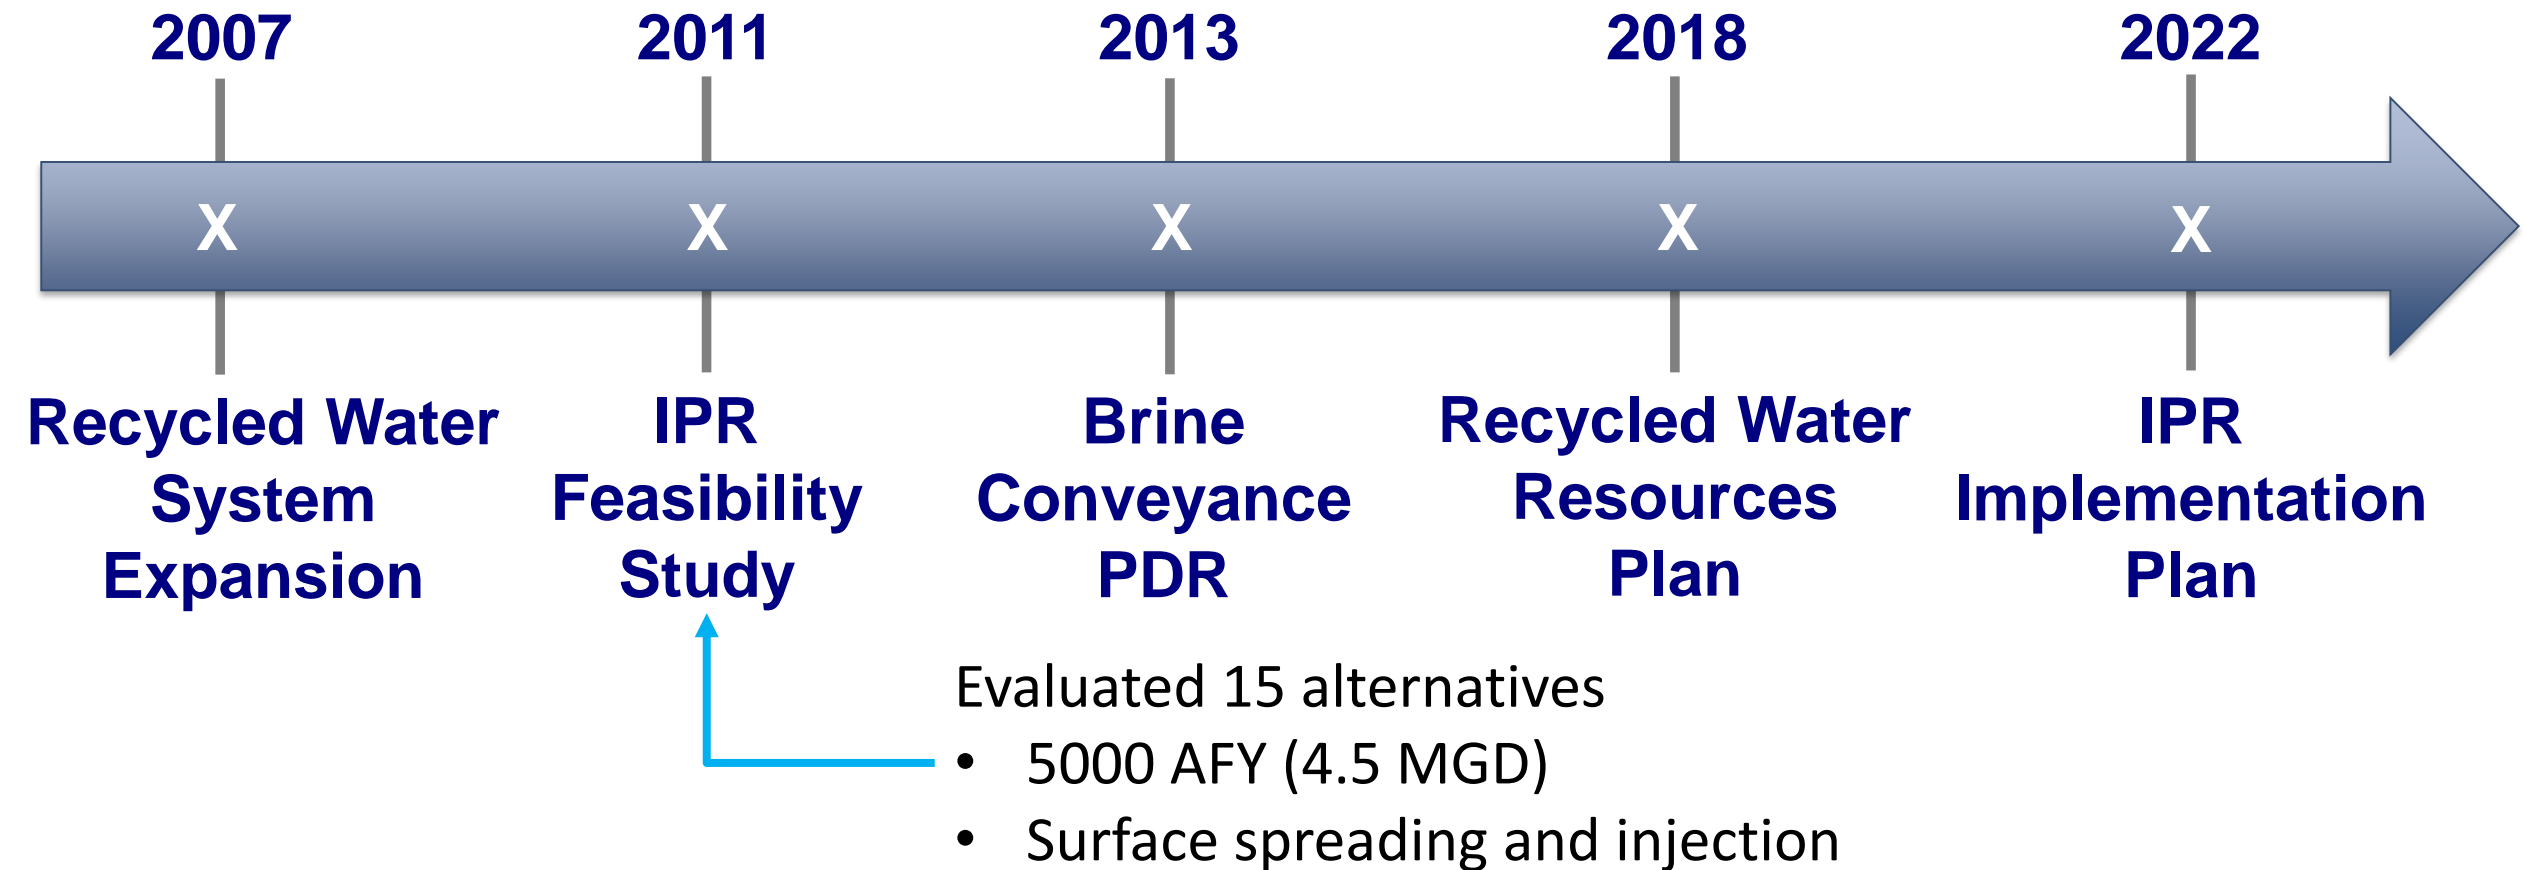 2007 2011 2013 2018 2022
X X X X X
Recycled Water
System
Expansion
IPR
Feasibility
Study
Brine
Conveyance
PDR
Recycled Water
Resources
Plan
IPR
Implementation
Plan
Evaluated 15 alternatives
• 5000 AFY (4.5 MGD)
• Surface spreading and injection